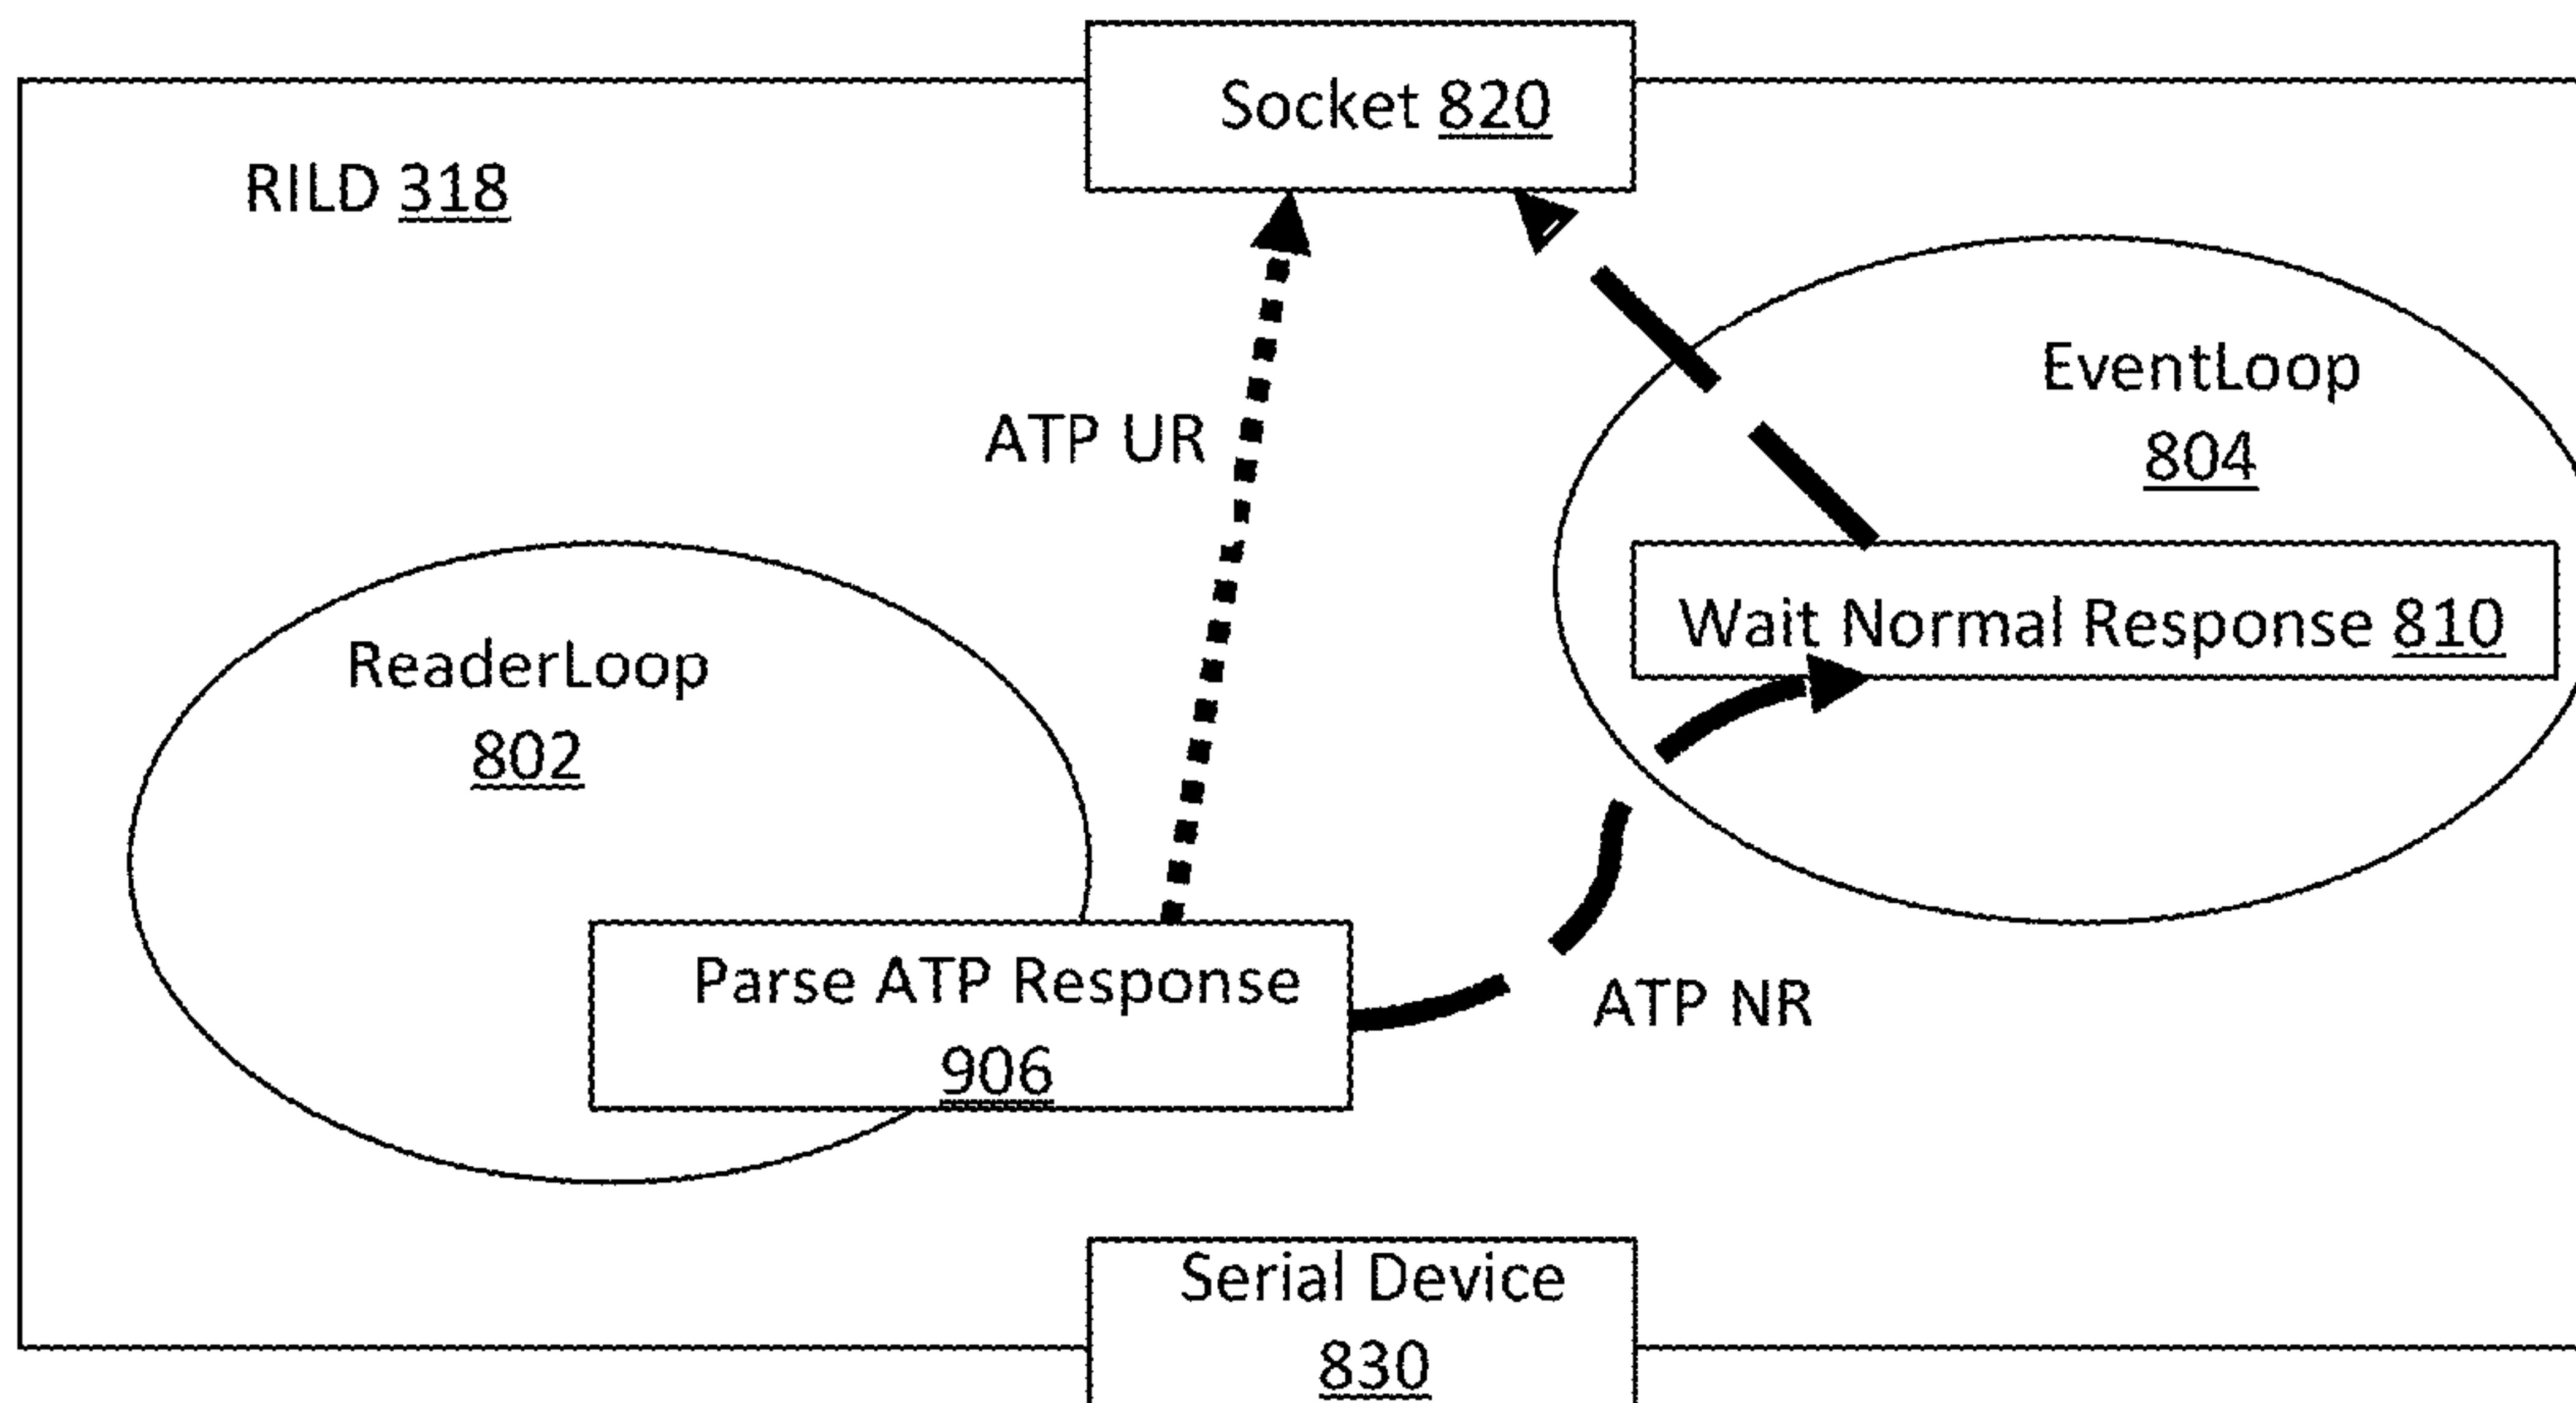 Socket 820
RILD 318
EventLoop
804
ATP UR
Wait Normal Response 810
ReaderLoop
802
Parse ATP Response
906
ATP NR
Serial Device
830